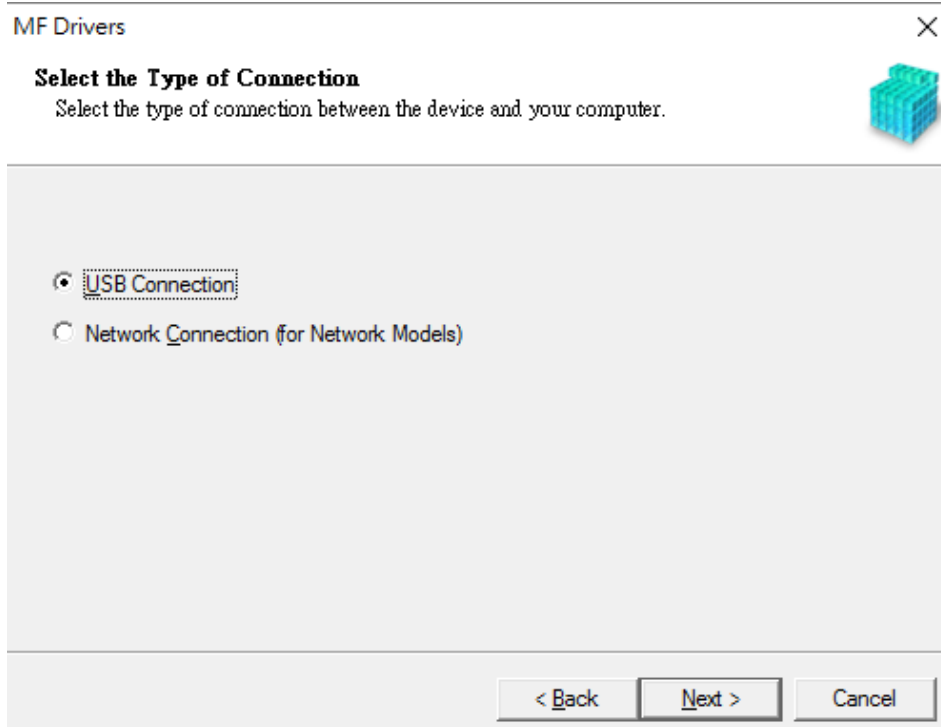 MF Drivers
Select the Type of Connection
Select the type of connection between the device and your computer.
USB Connection
Network Connection (for Network Models)
< Back
Next >
Cancel